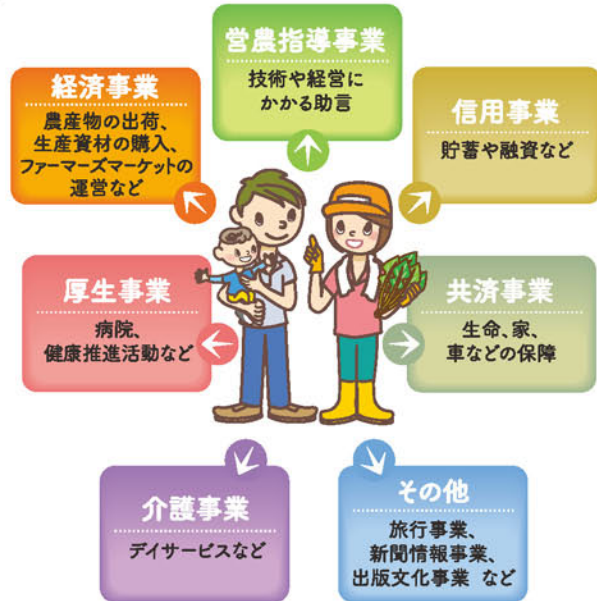 営農指導事業
技術や経営に
かかる助言
経済事業
農産物の出荷、
生産資材の購入、
ファーマーズマーケットの
運営など
信用事業
貯蓄や融資など
厚生事業
病院、
健康推進活動など
共済事業
生命、家、
車などの保障
介護事業
デイサービスなど
その他
旅行事業、
新聞情報事業、
出版文化事業 など